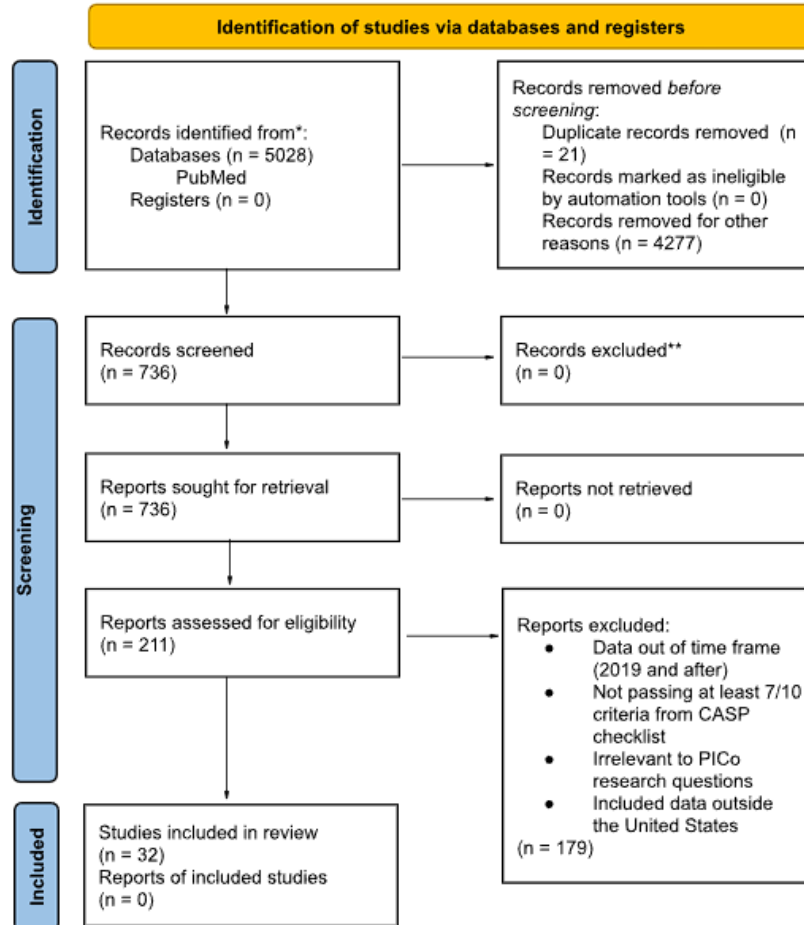 Identification of studies via databases and registers
Identification
Records identified from*:
Databases (n = 5028)
PubMed
Registers (n = 0)
Records removed before
screening:
Duplicate records removed (n
= 21)
Records marked as ineligible
by automation tools (n = 0)
Records removed for other
reasons (n = 4277)
Screening
Records screened
(n = 736)
Records excluded**
(n = 0)
Reports sought for retrieval
(n = 736)
Reports not retrieved
(n = 0)
Reports assessed for eligibility
(n = 211)
Reports excluded:
● Data out of time frame
(2019 and after)
● Not passing at least 7/10
criteria from CASP
checklist
● Irrelevant to PICo
research questions
● Included data outside
the United States
(n = 179)
Included
Studies included in review
(n = 32)
Reports of included studies
(n = 0)